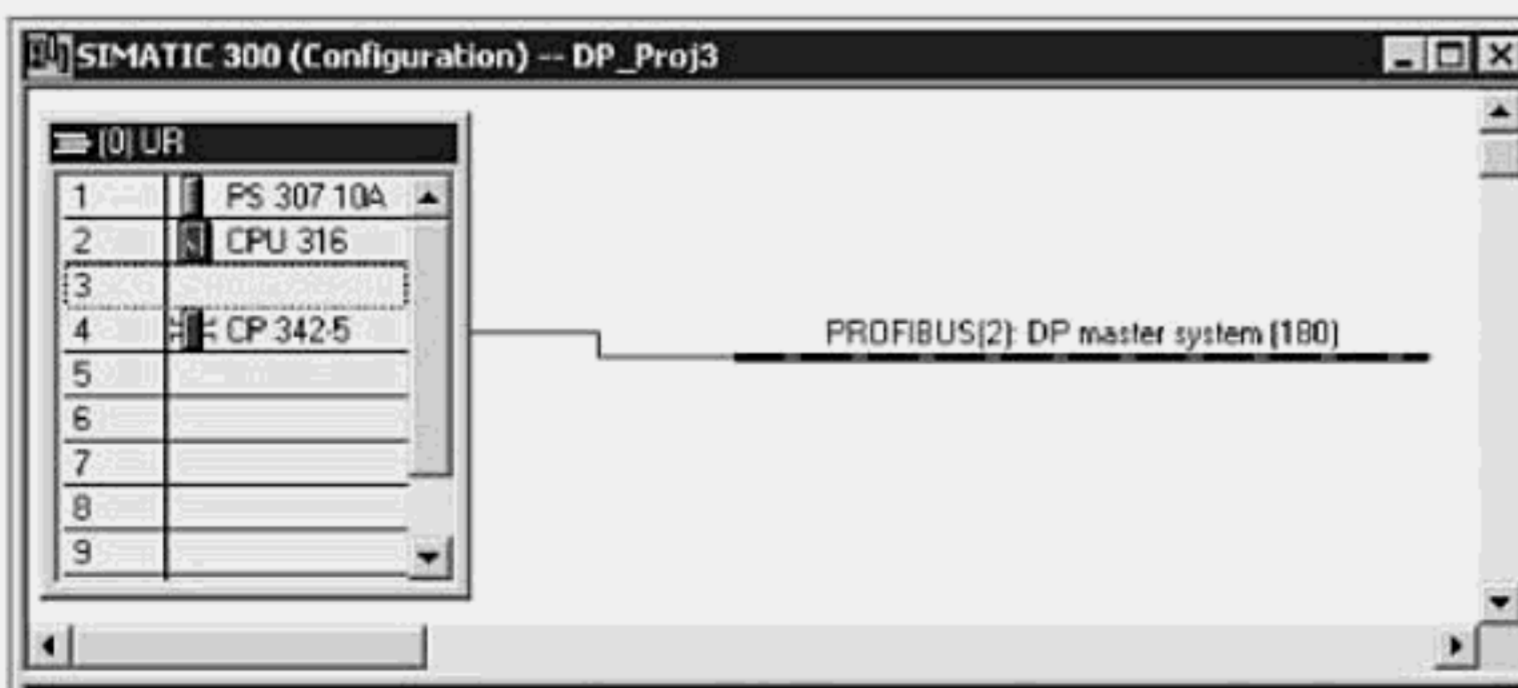 SIMATIC 300 (Configuration) -- DP_Proj3
(0) UR
1 PS 307 10A
2 CPU 316
3
4 CP 342-5
PROFIBUS(2): DP master system (180)
5
6
7
8
9